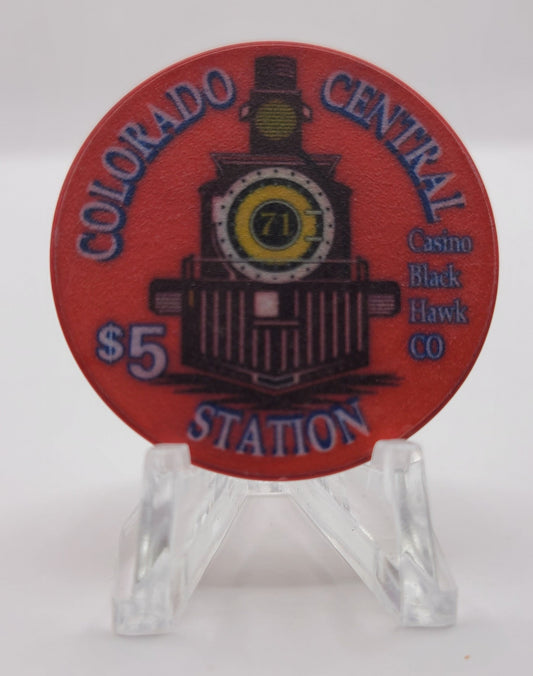 COLORADO CENTRAL
71
Casino
Black
Hawk
CO
$5
STATION